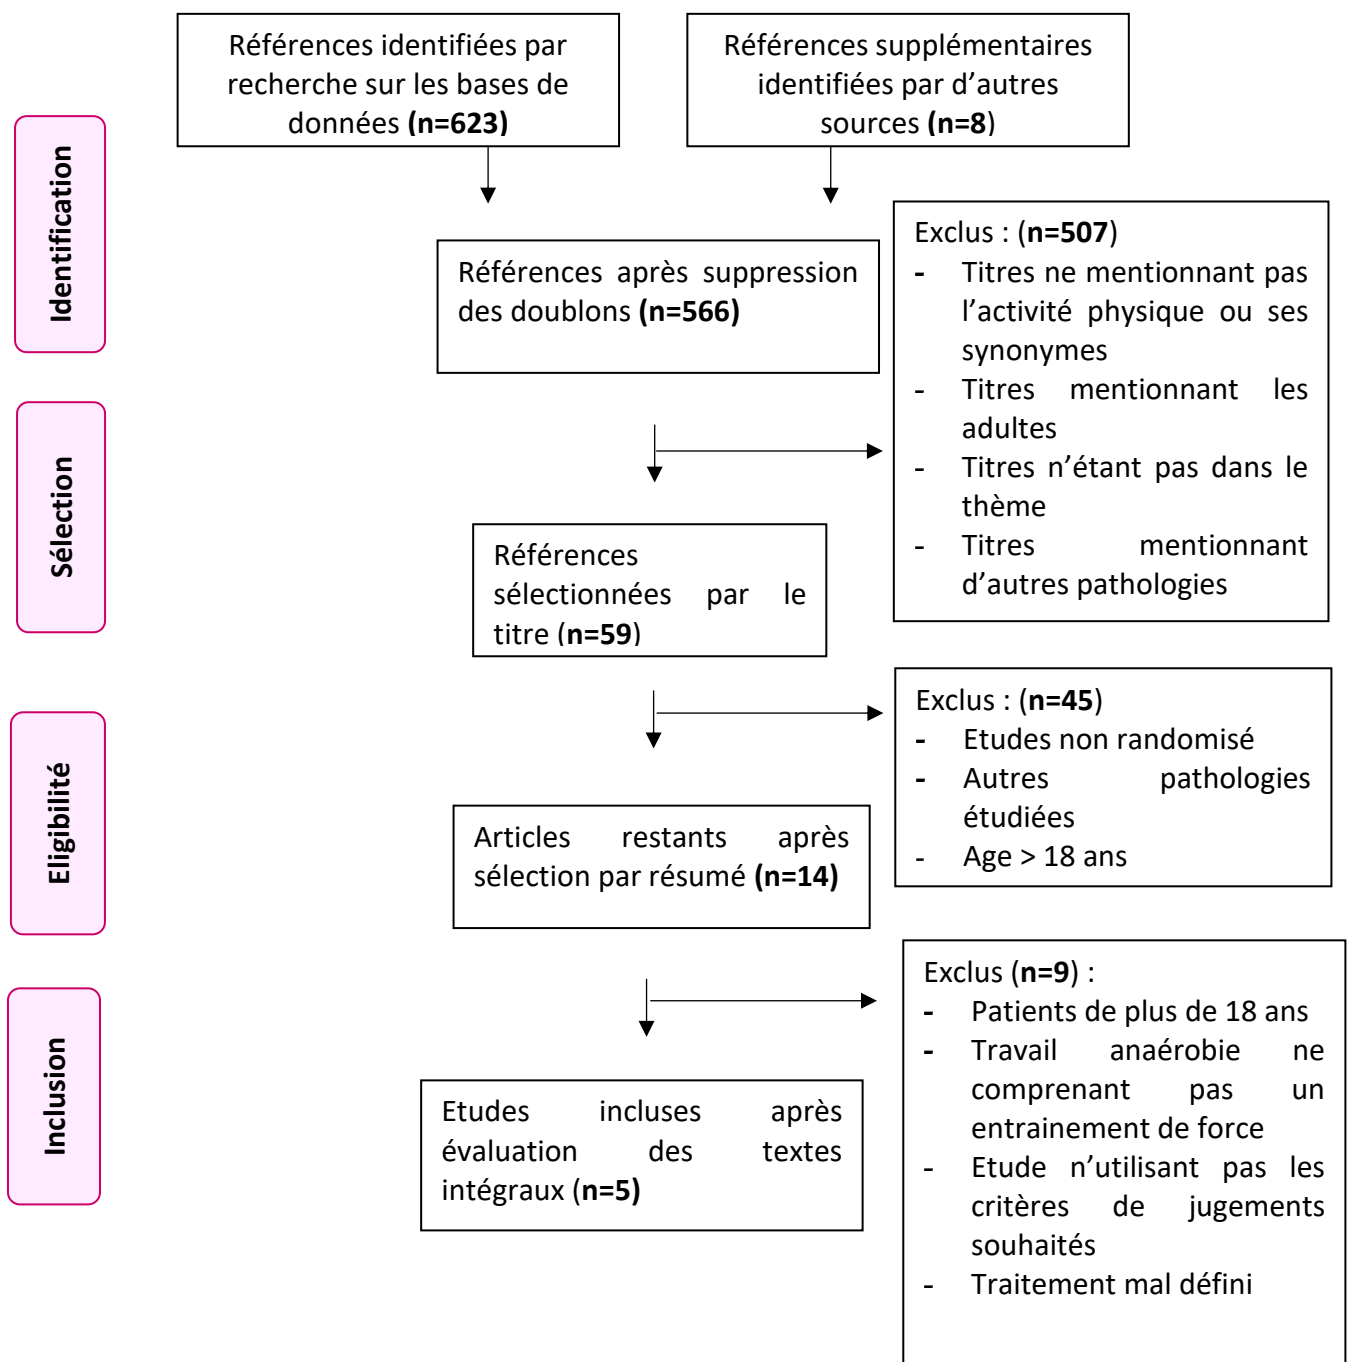 Références identifiées par
recherche sur les bases de
données (n=623)
Références supplémentaires
identifiées par d’autres
sources (n=8)
Identification
Références après suppression
des doublons (n=566)
Exclus : (n=507)
- Titres ne mentionnant pas
l’activité physique ou ses
synonymes
- Titres mentionnant les
adultes
- Titres n’étant pas dans le
thème
- Titres mentionnant
d’autres pathologies
Sélection
Références
sélectionnées par le
titre (n=59)
Exclus : (n=45)
- Etudes non randomisé
- Autres pathologies
étudiées
- Age > 18 ans
Eligibilité
Articles restants après
sélection par résumé (n=14)
Exclus (n=9) :
- Patients de plus de 18 ans
- Travail anaérobie ne
comprenant pas un
entrainement de force
- Etude n’utilisant pas les
critères de jugements
souhaités
- Traitement mal défini
Inclusion
Etudes incluses après
évaluation des textes
intégraux (n=5)